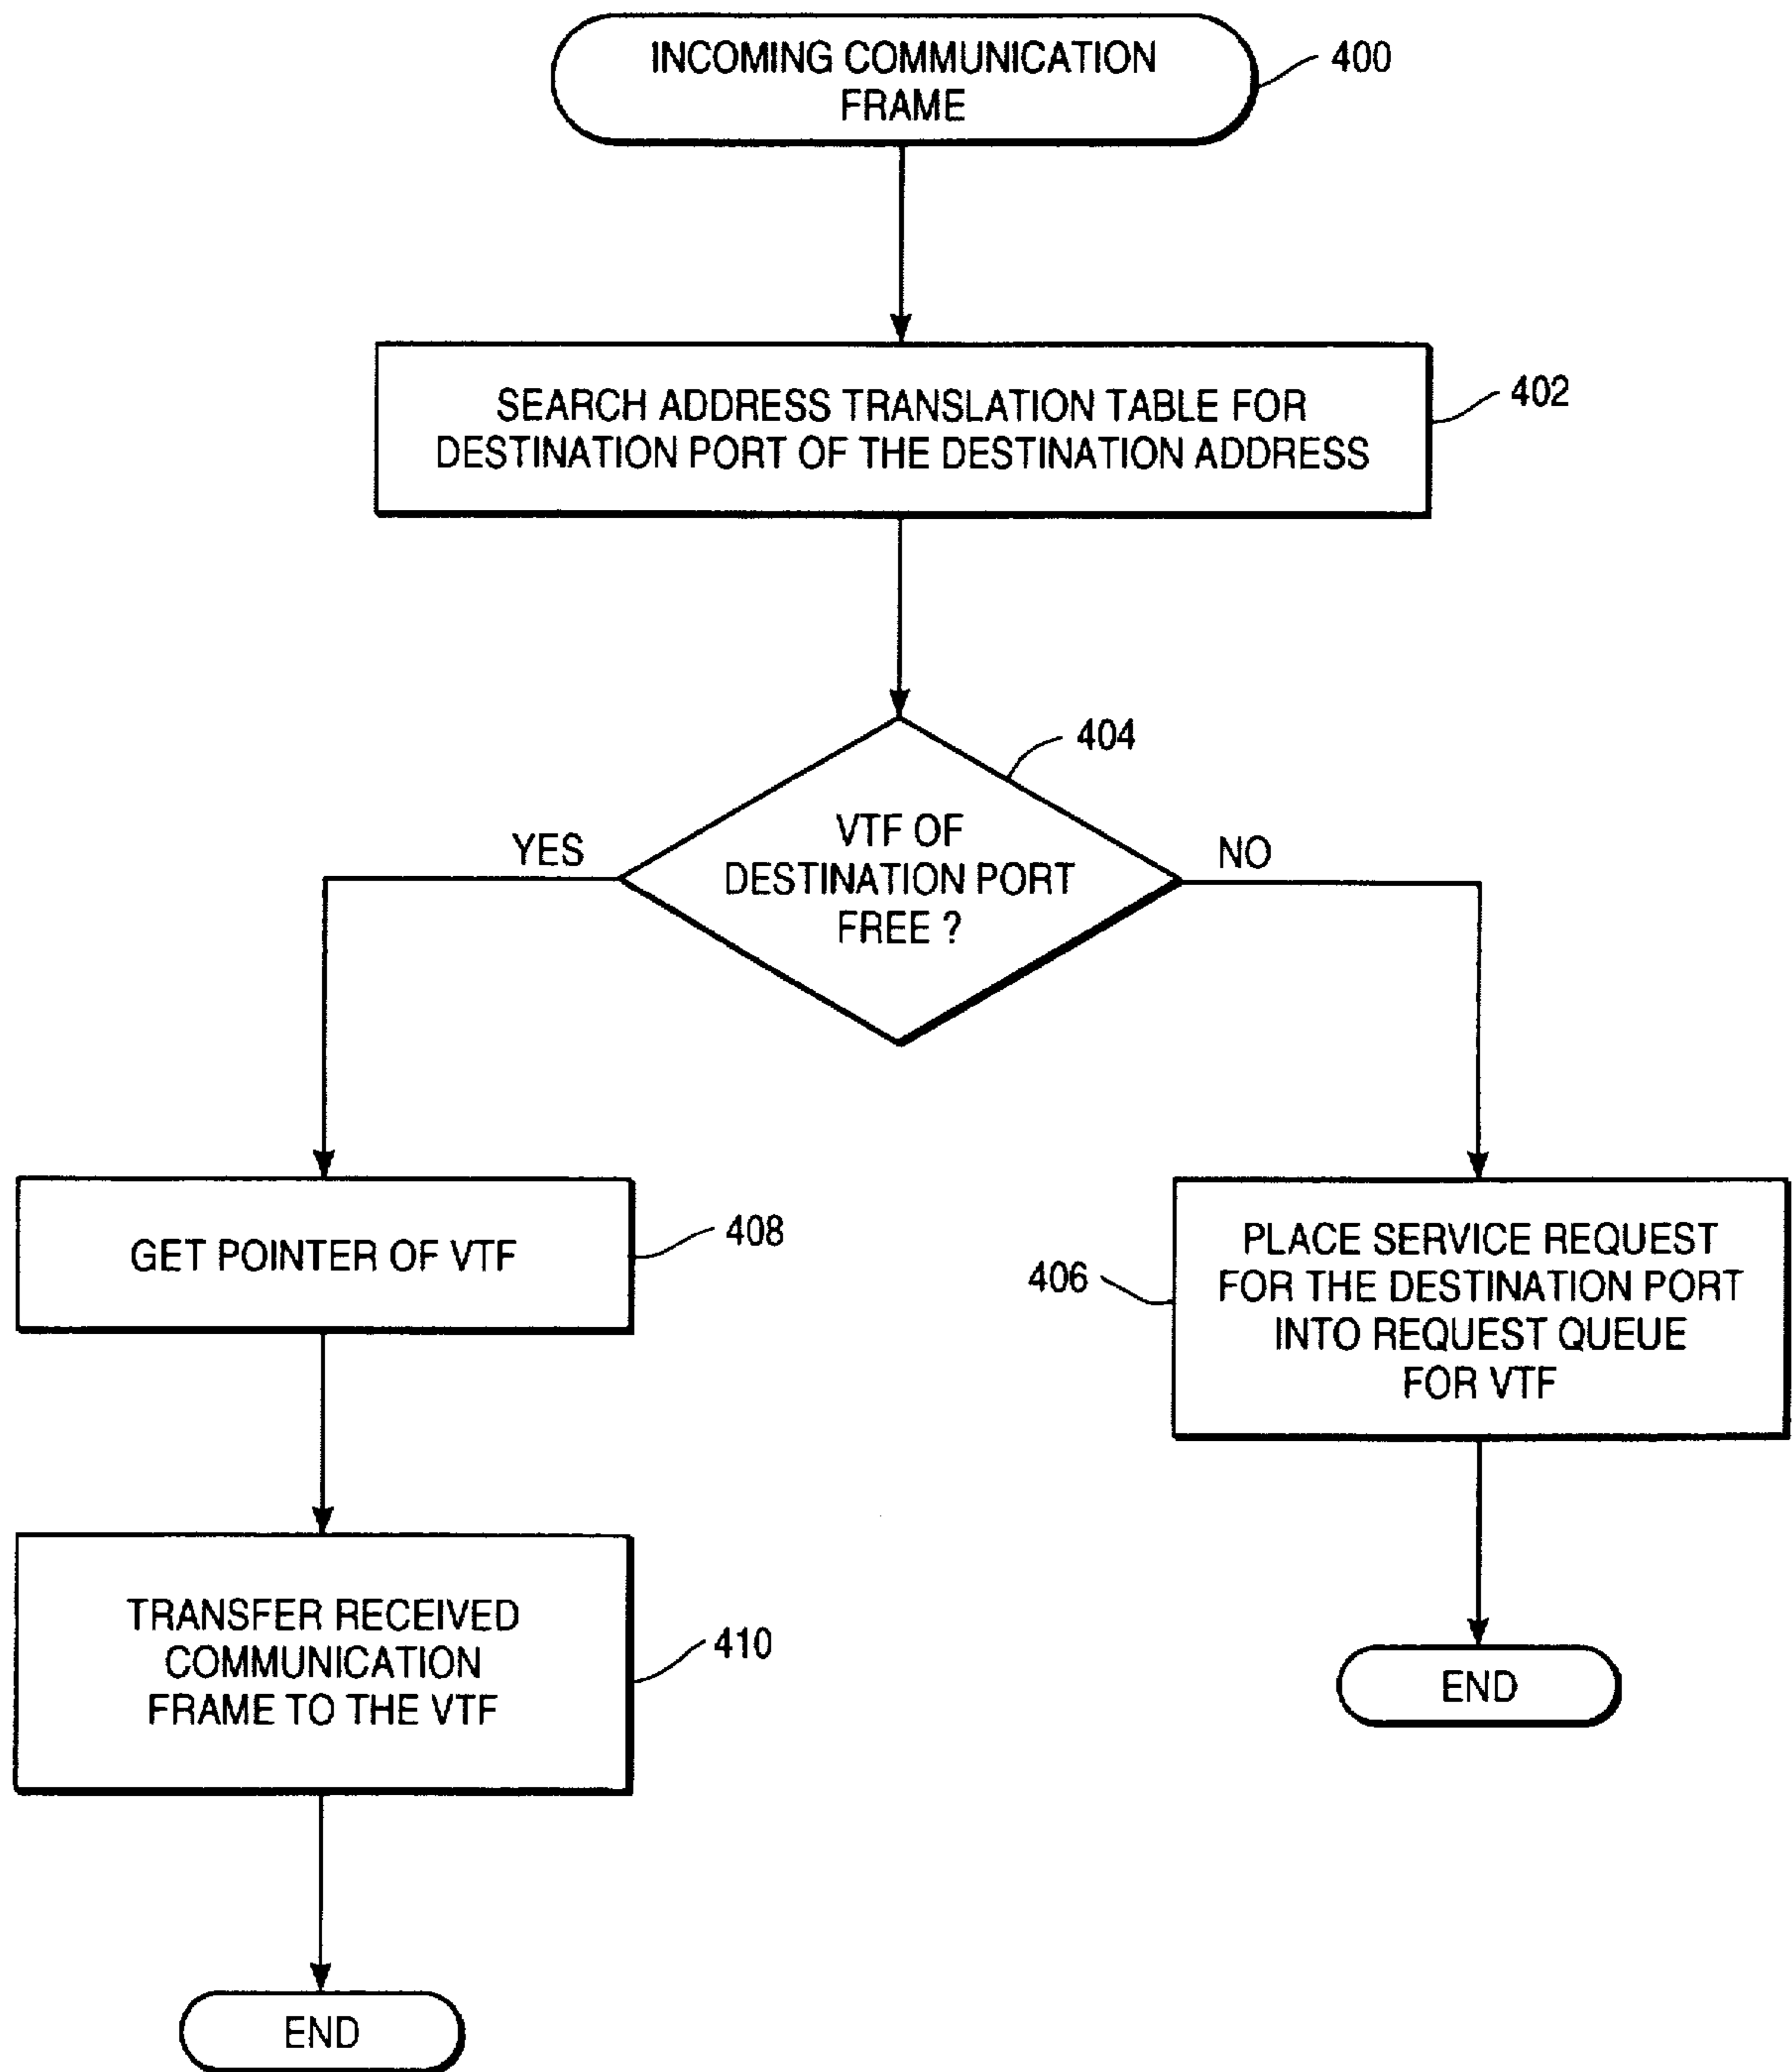 INCOMING COMMUNICATION
FRAME
400
SEARCH ADDRESS TRANSLATION TABLE FOR
DESTINATION PORT OF THE DESTINATION ADDRESS
402
404
VTF OF
DESTINATION PORT
FREE ?
YES
NO
GET POINTER OF VTF
408
PLACE SERVICE REQUEST
FOR THE DESTINATION PORT
INTO REQUEST QUEUE
FOR VTF
406
TRANSFER RECEIVED
COMMUNICATION
FRAME TO THE VTF
410
END
END